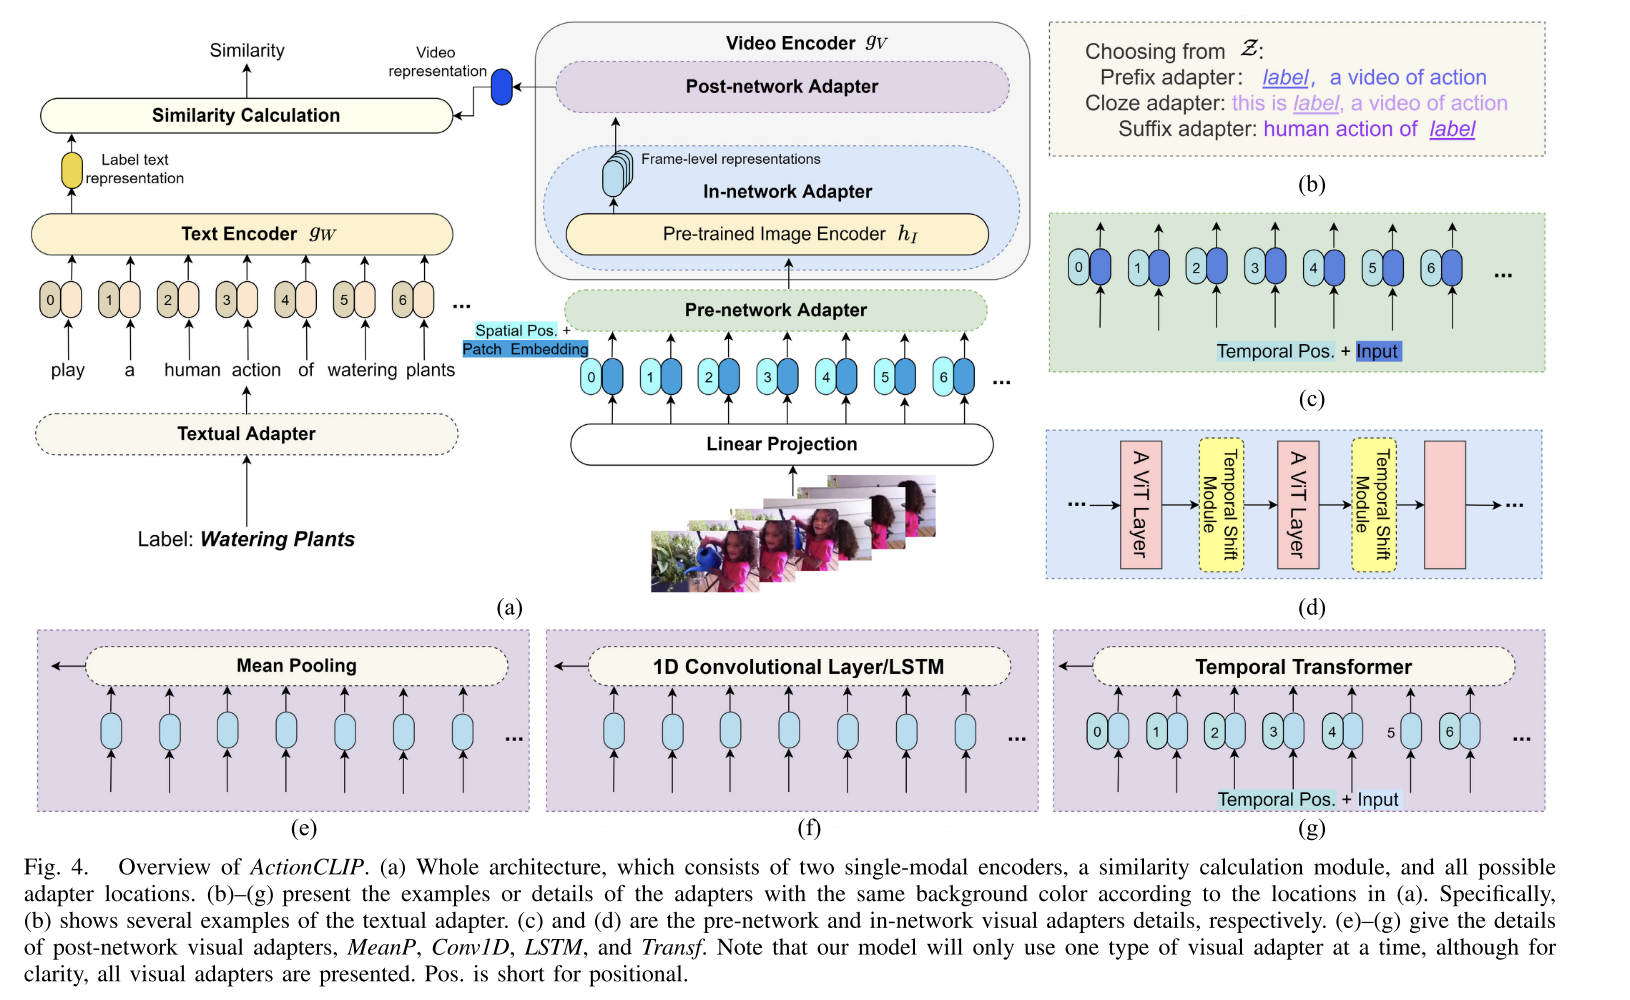 Similarity
Similarity Calculation
Label text
representation
Text Encoder g_W
0 1 2 3 4 5 6 ...
play a human action of watering plants
Textual Adapter
Label: Watering Plants
Video
representation
Video Encoder g_V
Post-network Adapter
Frame-level representations
In-network Adapter
Pre-trained Image Encoder h_I
Pre-network Adapter
Spatial Pos. +
Patch Embedding
0 1 2 3 4 5 6 ...
Linear Projection
(a)
Choosing from Z:
Prefix adapter: label, a video of action
Cloze adapter: this is label, a video of action
Suffix adapter: human action of label
(b)
0 1 2 3 4 5 6 ...
Temporal Pos. + Input
(c)
...
A ViT Layer
Temporal Shift
Module
A ViT Layer
Temporal Shift
Module
...
(d)
Mean Pooling
...
(e)
1D Convolutional Layer/LSTM
...
(f)
Temporal Transformer
0 1 2 3 4 5 6 ...
Temporal Pos. + Input
(g)
Fig. 4. Overview of ActionCLIP. (a) Whole architecture, which consists of two single-modal encoders, a similarity calculation module, and all possible
adapter locations. (b)–(g) present the examples or details of the adapters with the same background color according to the locations in (a). Specifically,
(b) shows several examples of the textual adapter. (c) and (d) are the pre-network and in-network visual adapters details, respectively. (e)–(g) give the details
of post-network visual adapters, MeanP, Conv1D, LSTM, and Transf. Note that our model will only use one type of visual adapter at a time, although for
clarity, all visual adapters are presented. Pos. is short for positional.